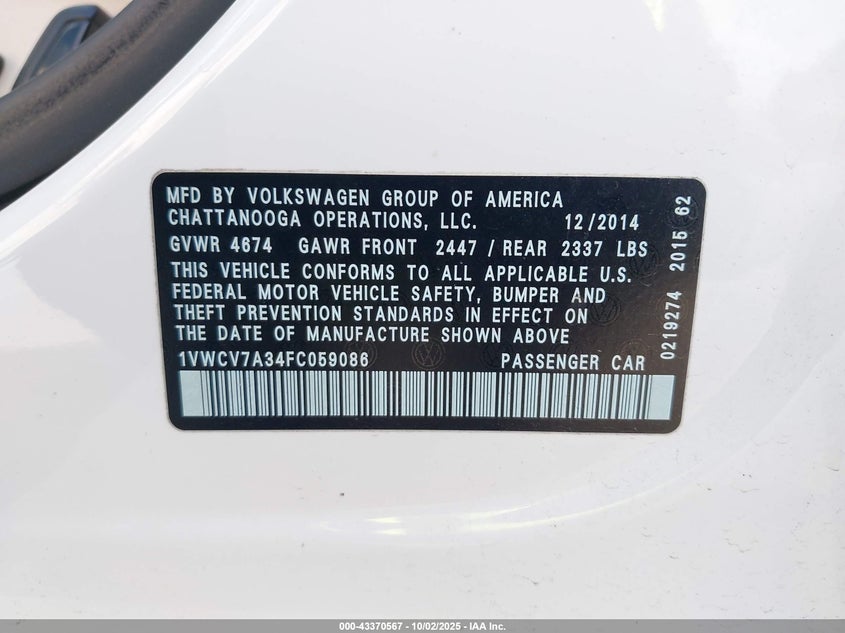 MFD BY VOLKSWAGEN GROUP OF AMERICA
CHATTANOOGA OPERATIONS, LLC. 12/2014
GVWR 4674 GAWR FRONT 2447 / REAR 2337 LBS
THIS VEHICLE CONFORMS TO ALL APPLICABLE U.S.
FEDERAL MOTOR VEHICLE SAFETY, BUMPER AND
THEFT PREVENTION STANDARDS IN EFFECT ON
THE DATE OF MANUFACTURE SHOWN ABOVE
1VWCV7A34FC059086 PASSENGER CAR
0219274 2015 62
000-43370567 - 10/02/2025 - IAA Inc.